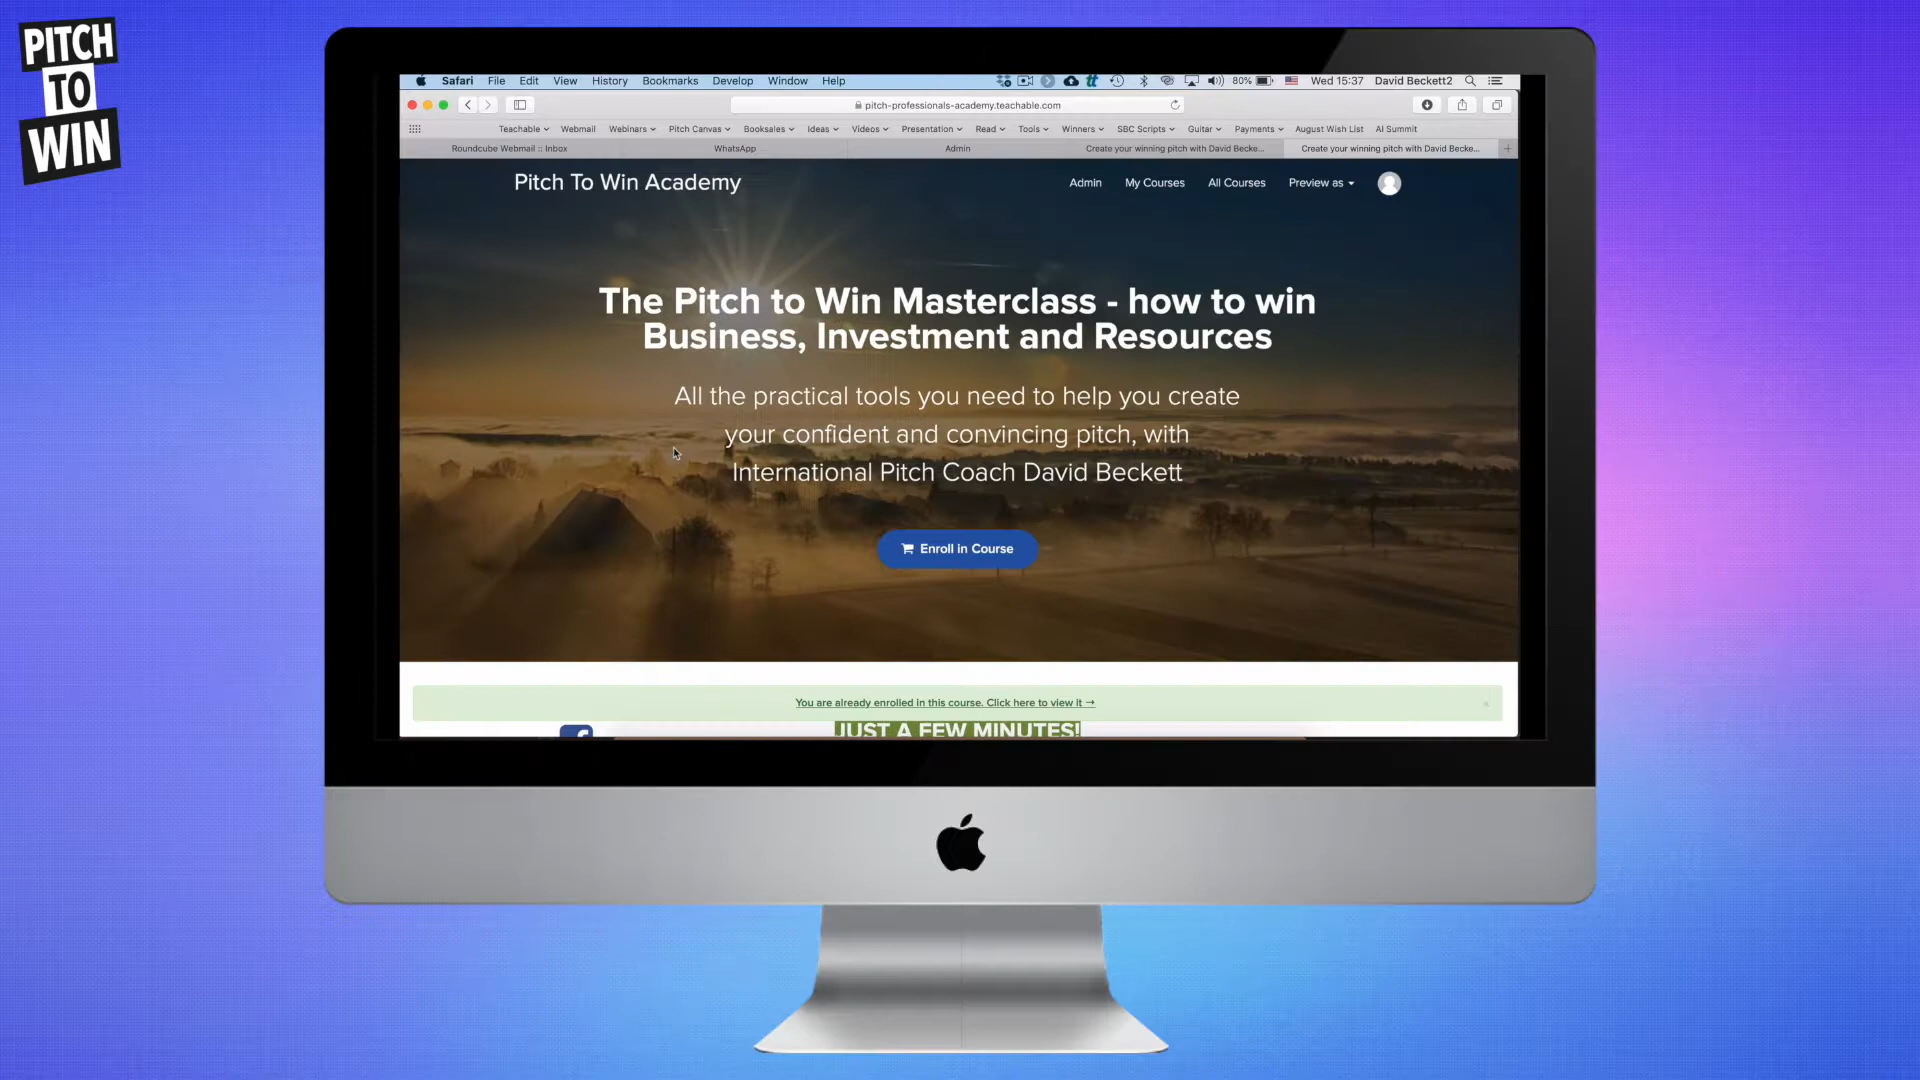 PITCH
TO
WIN
Safari File Edit View History Bookmarks Develop Window Help 80% Wed 15:37 David Beckett2
pitch-professionals-academy.teachable.com
Teachable Webmail Webinars Pitch Canvas Booksales Ideas Videos Presentation Read Tools Winners SBC Scripts Guitar Payments August Wish List AI Summit
Roundcube Webmail :: Inbox WhatsApp Admin Create your winning pitch with David Becke... Create your winning pitch with David Becke...
Pitch To Win Academy Admin My Courses All Courses Preview as
The Pitch to Win Masterclass - how to win
Business, Investment and Resources
All the practical tools you need to help you create
your confident and convincing pitch, with
International Pitch Coach David Beckett
Enroll in Course
You are already enrolled in this course. Click here to view it →
JUST A FEW MINUTES!